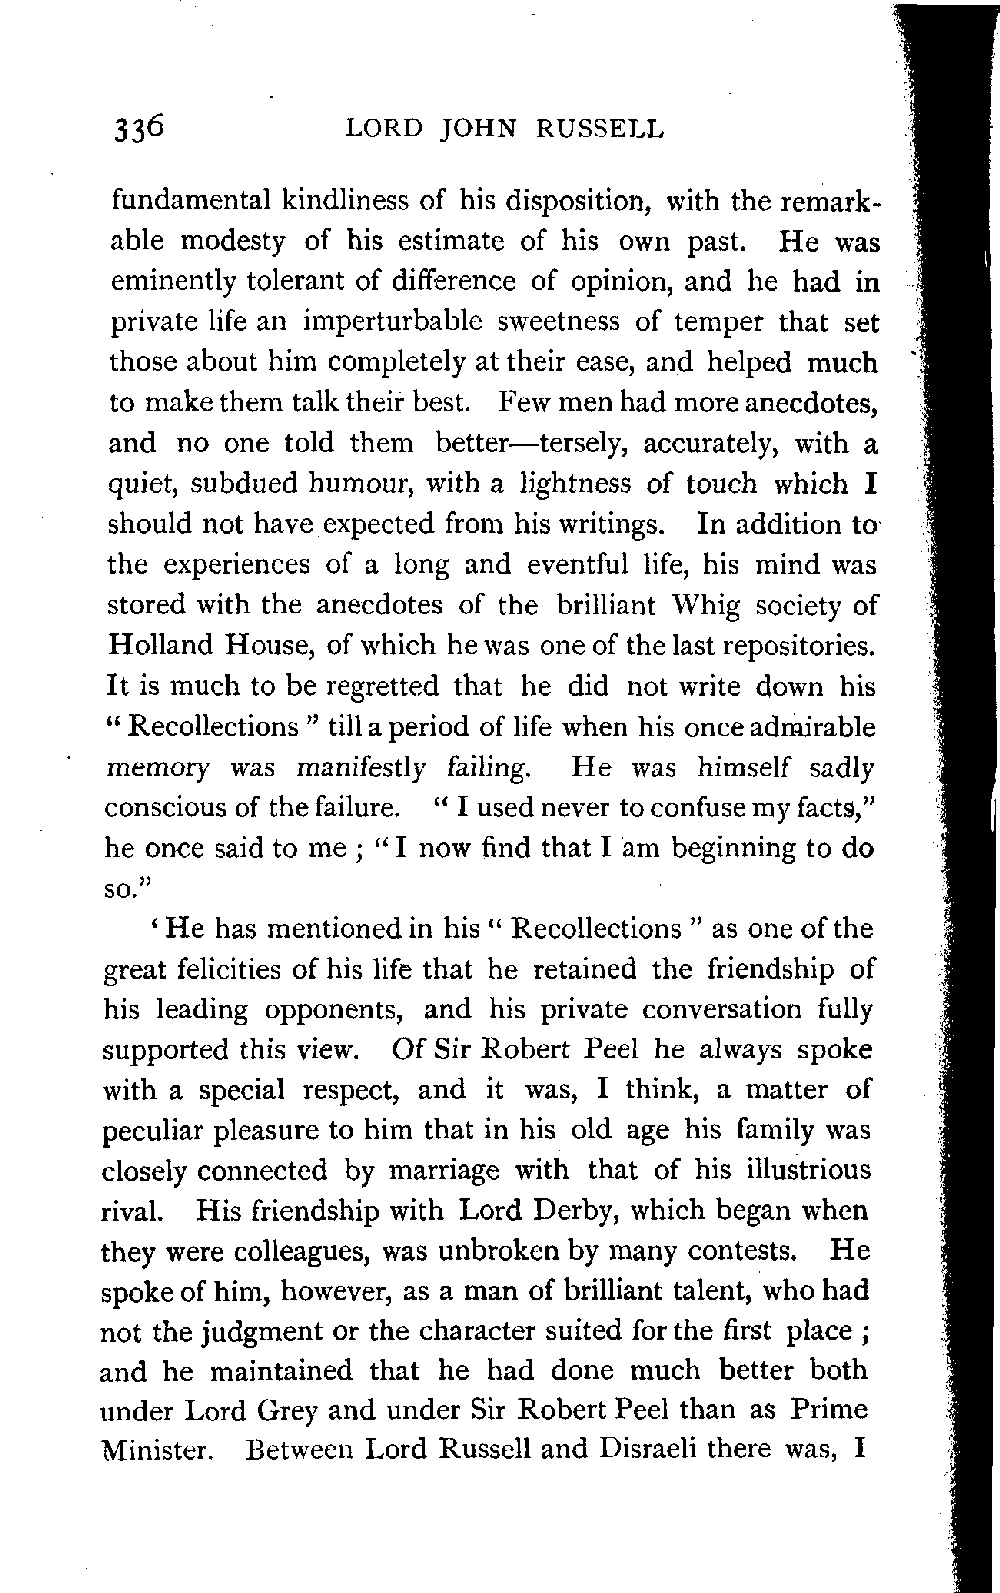 336 LORD JOHN RUSSELL
fundamental kindliness of his disposition, with the remark-
able modesty of his estimate of his own past. He was
eminently tolerant of difference of opinion, and he had in
private life an imperturbable sweetness of temper that set
those about him completely at their ease, and helped much
to make them talk their best. Few men had more anecdotes,
and no one told them better—tersely, accurately, with a
quiet, subdued humour, with a lightness of touch which I
should not have expected from his writings. In addition to
the experiences of a long and eventful life, his mind was
stored with the anecdotes of the brilliant Whig society of
Holland House, of which he was one of the last repositories.
It is much to be regretted that he did not write down his
“ Recollections ” till a period of life when his once admirable
memory was manifestly failing. He was himself sadly
conscious of the failure. “ I used never to confuse my facts,”
he once said to me ; “ I now find that I am beginning to do
so.”
‘ He has mentioned in his “ Recollections ” as one of the
great felicities of his life that he retained the friendship of
his leading opponents, and his private conversation fully
supported this view. Of Sir Robert Peel he always spoke
with a special respect, and it was, I think, a matter of
peculiar pleasure to him that in his old age his family was
closely connected by marriage with that of his illustrious
rival. His friendship with Lord Derby, which began when
they were colleagues, was unbroken by many contests. He
spoke of him, however, as a man of brilliant talent, who had
not the judgment or the character suited for the first place ;
and he maintained that he had done much better both
under Lord Grey and under Sir Robert Peel than as Prime
Minister. Between Lord Russell and Disraeli there was, I